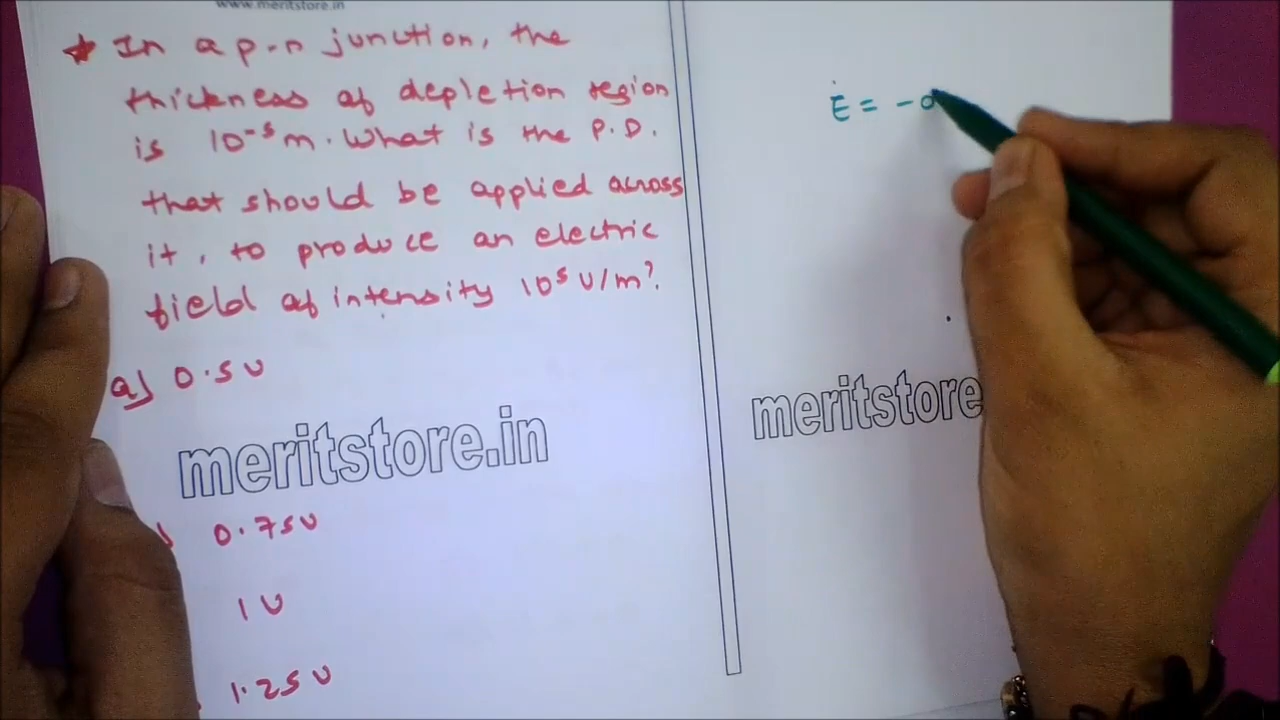 www.meritstore.in
* In a p-n junction, the
thickness of depletion region
is 10⁻⁵ m. What is the P.D.
that should be applied across
it, to produce an electric
field of intensity 10⁵ V/m?
a) 0.5 V
meritstore.in
0.75 V
1 V
1.25 V
E = - d
meritstore